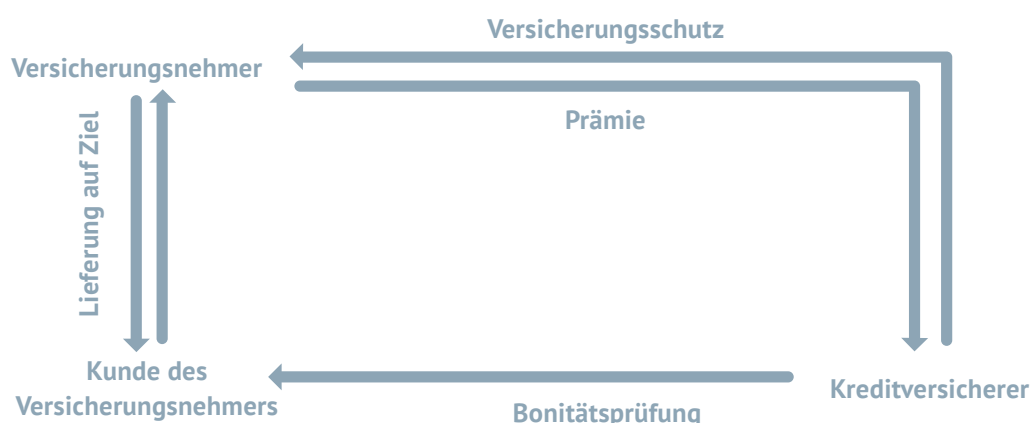 Versicherungsschutz
Versicherungsnehmer
Prämie
Lieferung auf Ziel
Kunde des
Versicherungsnehmers
Kreditversicherer
Bonitätsprüfung